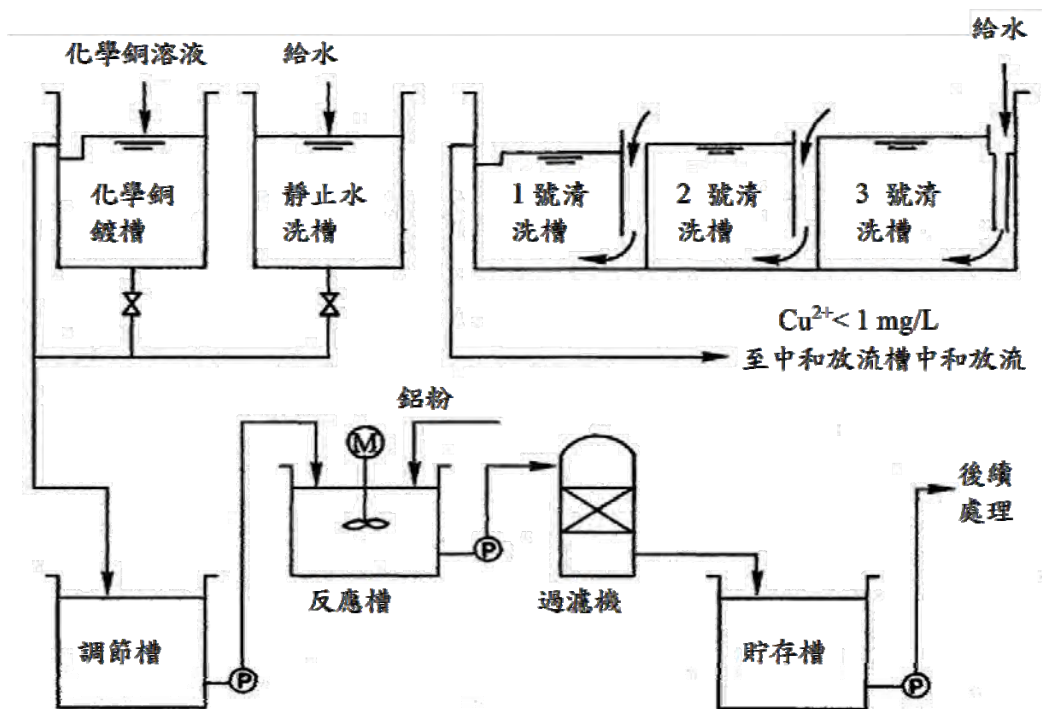 化學銅溶液
給水
給水
化學銅
鍍槽
靜止水
洗槽
1 號清
洗槽
2 號清
洗槽
3 號清
洗槽
Cu²⁺< 1 mg/L
至中和放流槽中和放流
鋁粉
M
P
後續
處理
反應槽
過濾機
調節槽
P
貯存槽
P